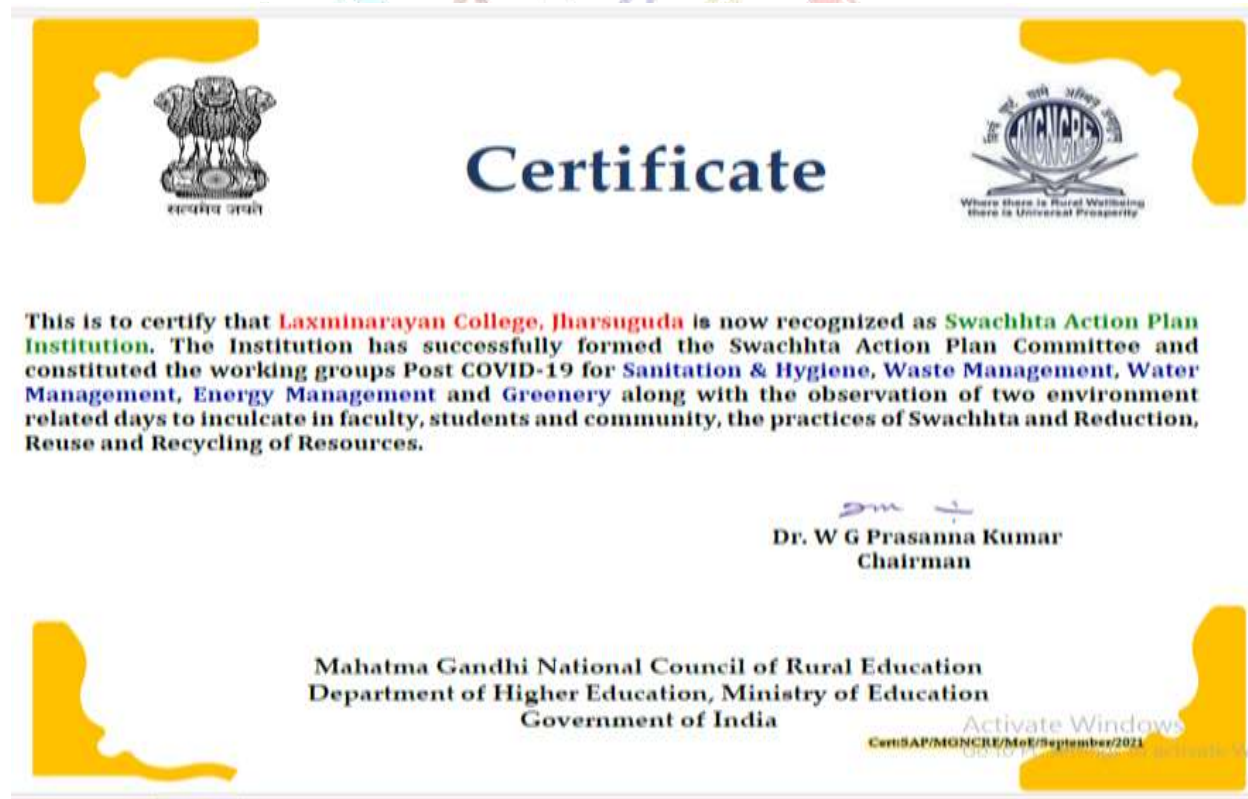 सत्यमेव जयते
Certificate
MGNCRE
Where there is Rural Wellbeing
there is Universal Prosperity
This is to certify that Laxminarayan College, Jharsuguda is now recognized as Swachhta Action Plan
Institution. The Institution has successfully formed the Swachhta Action Plan Committee and
constituted the working groups Post COVID-19 for Sanitation & Hygiene, Waste Management, Water
Management, Energy Management and Greenery along with the observation of two environment
related days to inculcate in faculty, students and community, the practices of Swachhta and Reduction,
Reuse and Recycling of Resources.
Dr. W G Prasanna Kumar
Chairman
Mahatma Gandhi National Council of Rural Education
Department of Higher Education, Ministry of Education
Government of India
Activate Windows
Cert:SAP/MGNCRE/MoE/September/2021